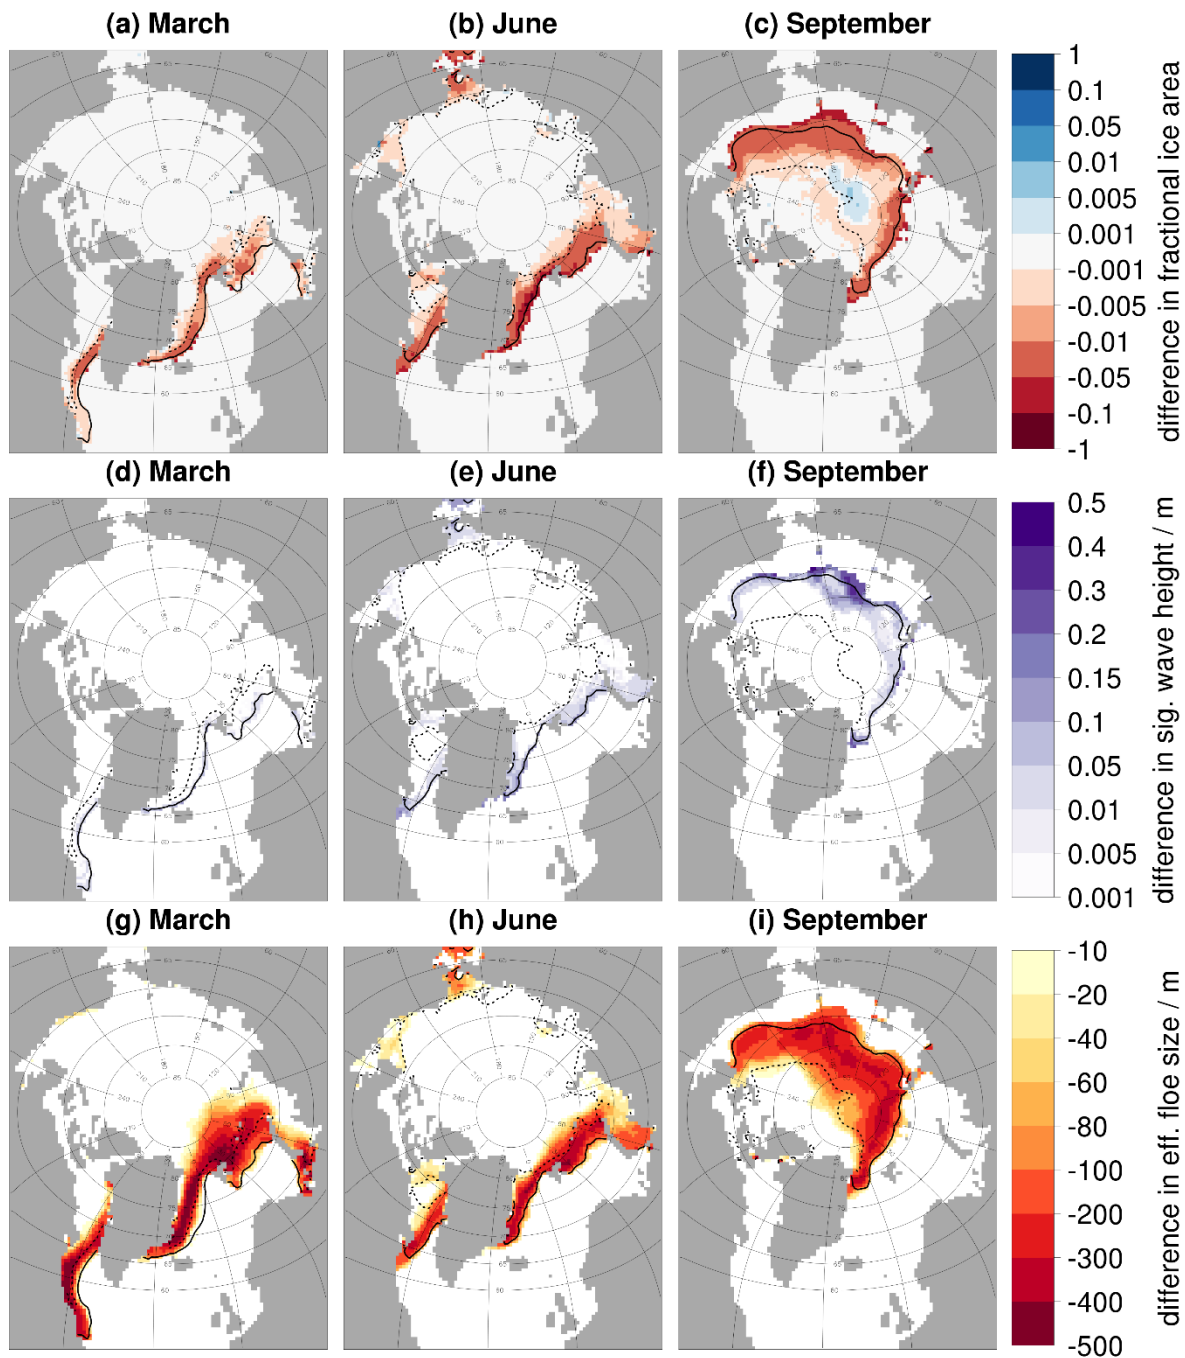 (a) March
(b) June
(c) September
1
0.1
0.05
0.01
0.005
0.001
-0.001
-0.005
-0.01
-0.05
-0.1
-1
difference in fractional ice area
(d) March
(e) June
(f) September
0.5
0.4
0.3
0.2
0.15
0.1
0.05
0.01
0.005
0.001
difference in sig. wave height / m
(g) March
(h) June
(i) September
-10
-20
-40
-60
-80
-100
-200
-300
-400
-500
difference in eff. floe size / m